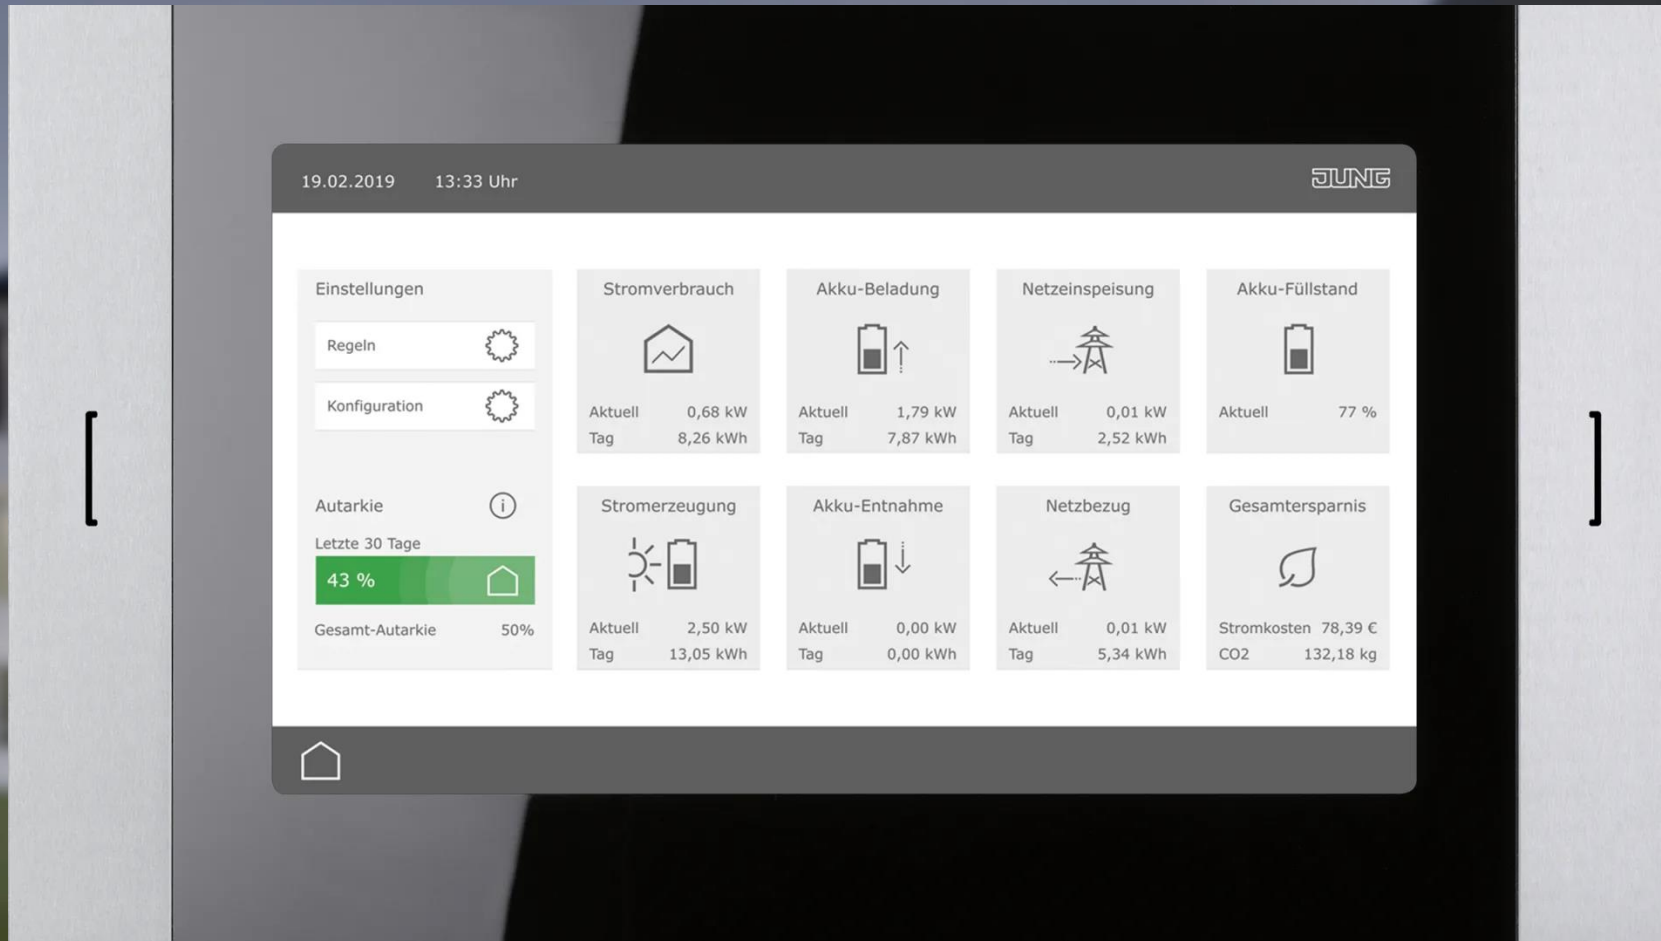 19.02.2019 13:33 Uhr JUNG
Einstellungen
Regeln
Konfiguration
Autarkie
Letzte 30 Tage
43 %
Gesamt-Autarkie 50%
Stromverbrauch
Aktuell 0,68 kW
Tag 8,26 kWh
Akku-Beladung
Aktuell 1,79 kW
Tag 7,87 kWh
Netzeinspeisung
Aktuell 0,01 kW
Tag 2,52 kWh
Akku-Füllstand
Aktuell 77 %
Stromerzeugung
Aktuell 2,50 kW
Tag 13,05 kWh
Akku-Entnahme
Aktuell 0,00 kW
Tag 0,00 kWh
Netzbezug
Aktuell 0,01 kW
Tag 5,34 kWh
Gesamtersparnis
Stromkosten 78,39 €
CO2 132,18 kg